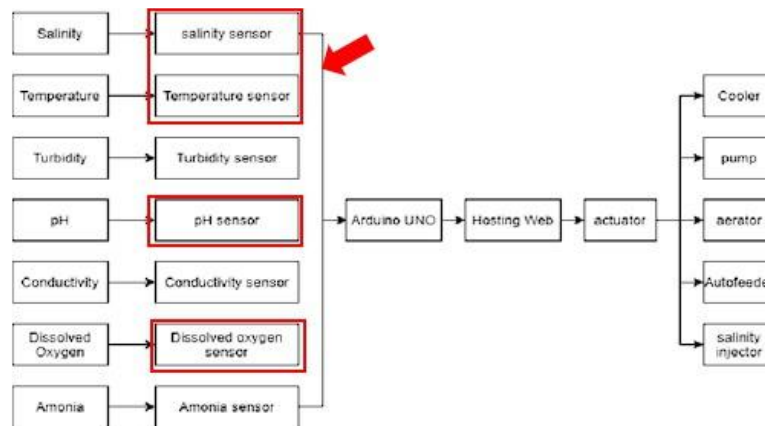 Salinity
salinity sensor
Temperature
Temperature sensor
Cooler
Turbidity
Turbidity sensor
pump
pH
pH sensor
Arduino UNO
Hosting Web
actuator
aerator
Conductivity
Conductivity sensor
Autofeede
Dissolved
Oxygen
Dissolved oxygen
sensor
salinity
injector
Amonia
Amonia sensor